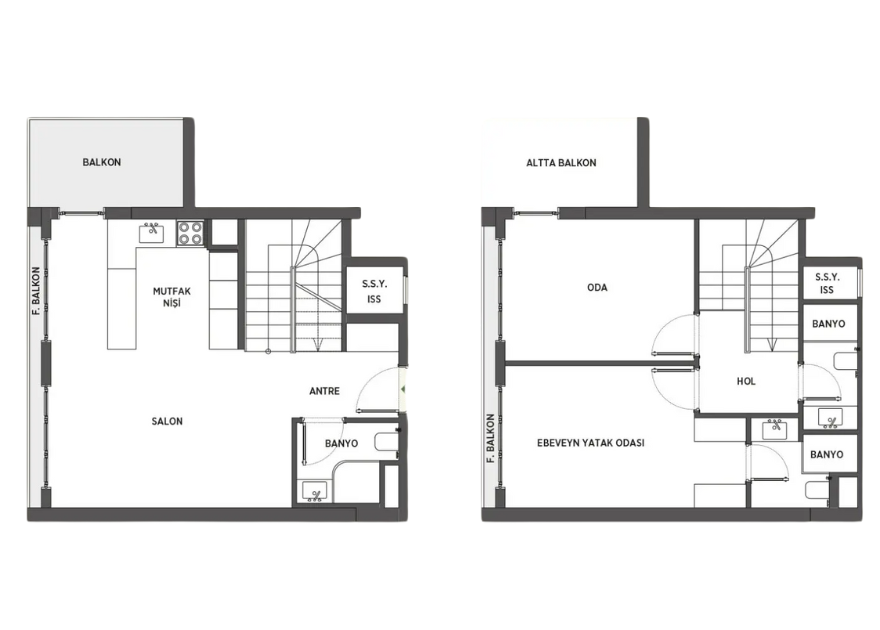 BALKON
F. BALKON
MUTFAK
NİŞİ
S.S.Y.
ISS
ANTRE
SALON
BANYO
ALTTA BALKON
ODA
S.S.Y.
ISS
BANYO
HOL
F. BALKON
EBEVEYN YATAK ODASI
BANYO